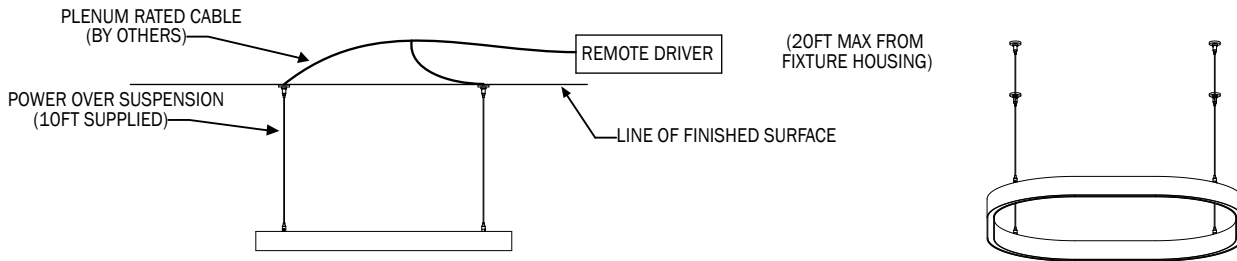 PLENUM RATED CABLE
(BY OTHERS)
REMOTE DRIVER
(20FT MAX FROM
FIXTURE HOUSING)
POWER OVER SUSPENSION
(10FT SUPPLIED)
LINE OF FINISHED SURFACE